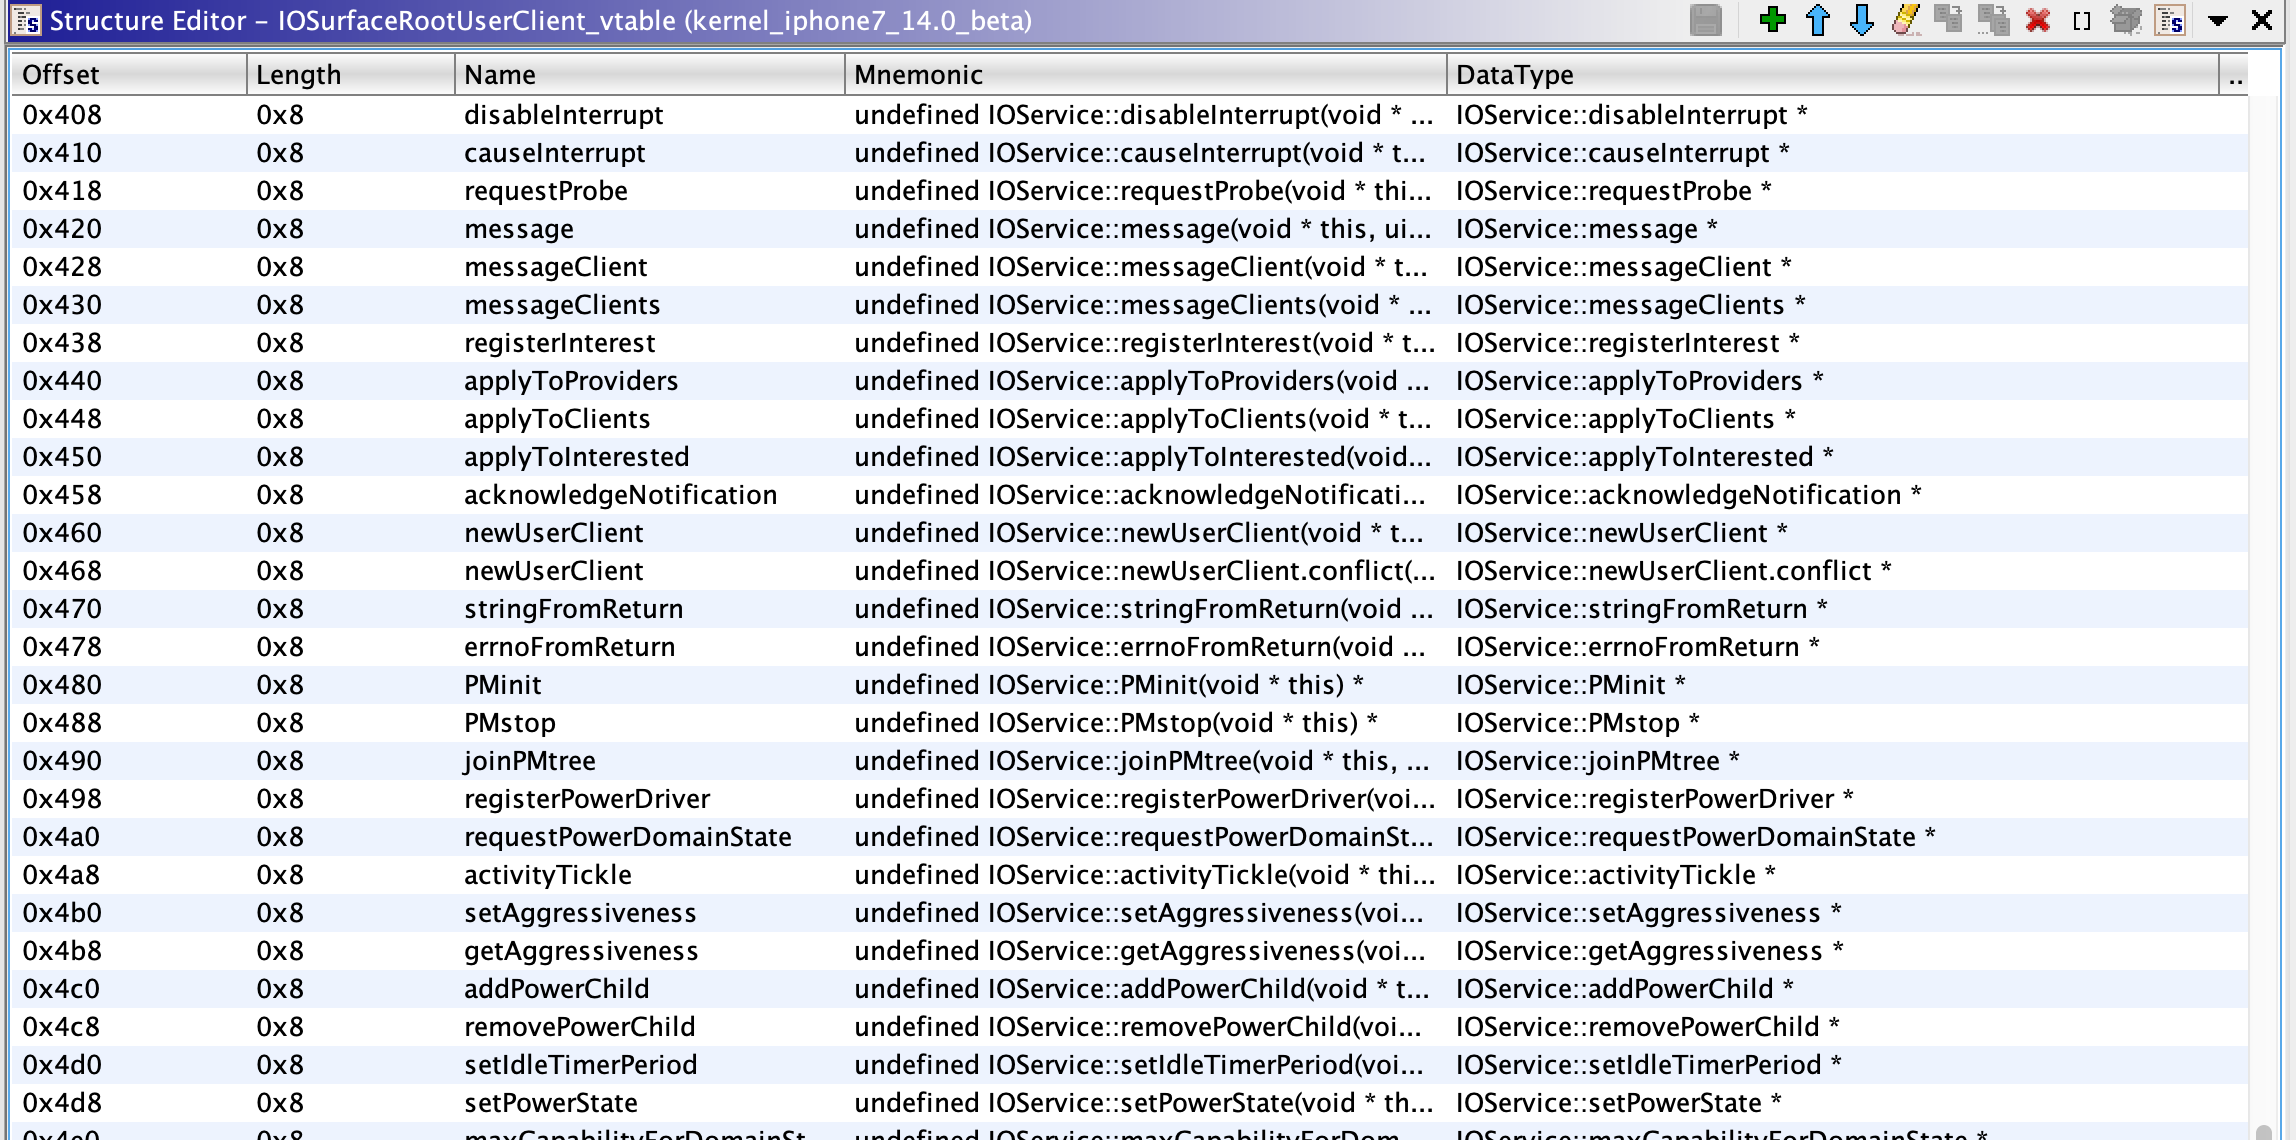 Structure Editor – IOSurfaceRootUserClient_vtable (kernel_iphone7_14.0_beta)
Offset Length Name Mnemonic DataType ..
0x408 0x8 disableInterrupt undefined IOService::disableInterrupt(void * ... IOService::disableInterrupt *
0x410 0x8 causeInterrupt undefined IOService::causeInterrupt(void * t... IOService::causeInterrupt *
0x418 0x8 requestProbe undefined IOService::requestProbe(void * thi... IOService::requestProbe *
0x420 0x8 message undefined IOService::message(void * this, ui... IOService::message *
0x428 0x8 messageClient undefined IOService::messageClient(void * t... IOService::messageClient *
0x430 0x8 messageClients undefined IOService::messageClients(void * ... IOService::messageClients *
0x438 0x8 registerInterest undefined IOService::registerInterest(void * t... IOService::registerInterest *
0x440 0x8 applyToProviders undefined IOService::applyToProviders(void ... IOService::applyToProviders *
0x448 0x8 applyToClients undefined IOService::applyToClients(void * t... IOService::applyToClients *
0x450 0x8 applyToInterested undefined IOService::applyToInterested(void... IOService::applyToInterested *
0x458 0x8 acknowledgeNotification undefined IOService::acknowledgeNotificati... IOService::acknowledgeNotification *
0x460 0x8 newUserClient undefined IOService::newUserClient(void * t... IOService::newUserClient *
0x468 0x8 newUserClient undefined IOService::newUserClient.conflict(... IOService::newUserClient.conflict *
0x470 0x8 stringFromReturn undefined IOService::stringFromReturn(void ... IOService::stringFromReturn *
0x478 0x8 errnoFromReturn undefined IOService::errnoFromReturn(void ... IOService::errnoFromReturn *
0x480 0x8 PMinit undefined IOService::PMinit(void * this) * IOService::PMinit *
0x488 0x8 PMstop undefined IOService::PMstop(void * this) * IOService::PMstop *
0x490 0x8 joinPMtree undefined IOService::joinPMtree(void * this, ... IOService::joinPMtree *
0x498 0x8 registerPowerDriver undefined IOService::registerPowerDriver(voi... IOService::registerPowerDriver *
0x4a0 0x8 requestPowerDomainState undefined IOService::requestPowerDomainSt... IOService::requestPowerDomainState *
0x4a8 0x8 activityTickle undefined IOService::activityTickle(void * thi... IOService::activityTickle *
0x4b0 0x8 setAggressiveness undefined IOService::setAggressiveness(voi... IOService::setAggressiveness *
0x4b8 0x8 getAggressiveness undefined IOService::getAggressiveness(voi... IOService::getAggressiveness *
0x4c0 0x8 addPowerChild undefined IOService::addPowerChild(void * t... IOService::addPowerChild *
0x4c8 0x8 removePowerChild undefined IOService::removePowerChild(voi... IOService::removePowerChild *
0x4d0 0x8 setIdleTimerPeriod undefined IOService::setIdleTimerPeriod(voi... IOService::setIdleTimerPeriod *
0x4d8 0x8 setPowerState undefined IOService::setPowerState(void * th... IOService::setPowerState *
0x4e0 0x8 maxCapabilityForDomainSt... undefined IOService::maxCapabilityForDom... IOService::maxCapabilityForDomainState *